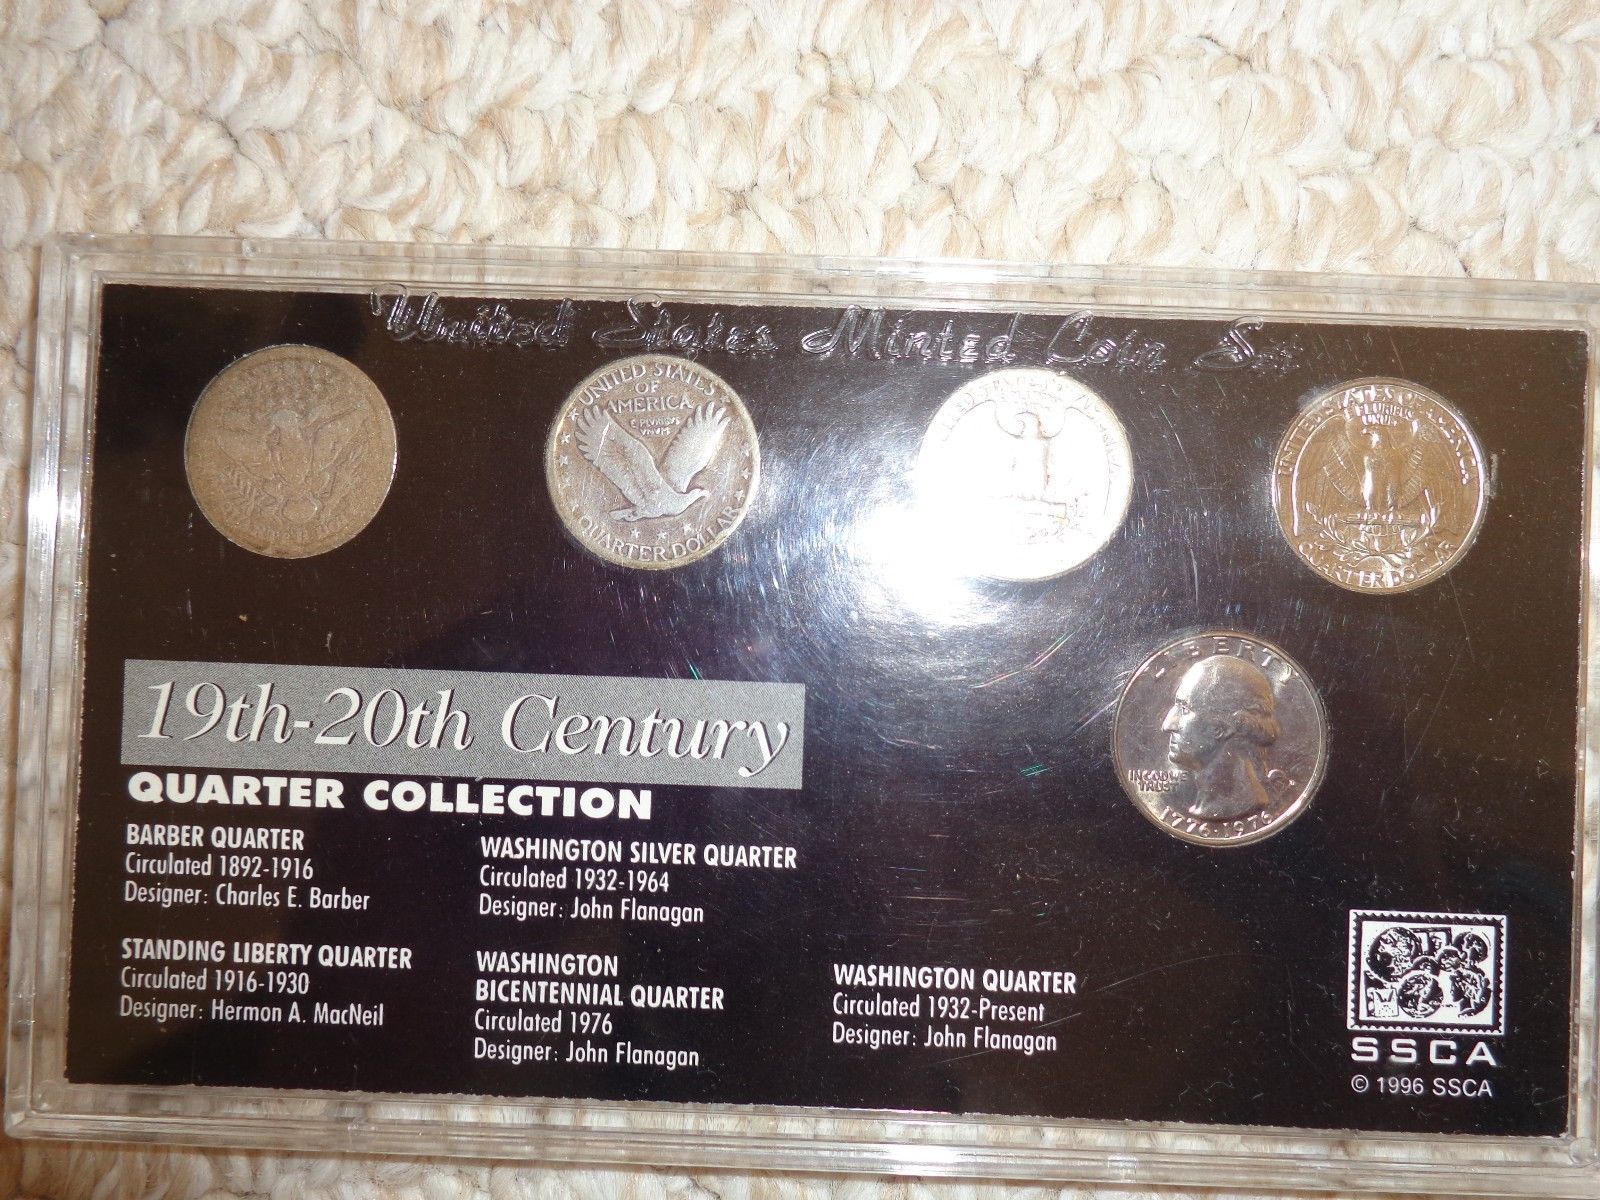 United States Minted Coin Set
UNITED STATES
OF
AMERICA
E PLURIBUS
UNUM
QUARTER DOLLAR
UNITED STATES OF AMERICA
E PLURIBUS
UNUM
QUARTER DOLLAR
LIBERTY
IN GOD WE
TRUST
1776·1976
19th-20th Century
QUARTER COLLECTION
BARBER QUARTER
Circulated 1892-1916
Designer: Charles E. Barber
STANDING LIBERTY QUARTER
Circulated 1916-1930
Designer: Hermon A. MacNeil
WASHINGTON SILVER QUARTER
Circulated 1932-1964
Designer: John Flanagan
WASHINGTON
BICENTENNIAL QUARTER
Circulated 1976
Designer: John Flanagan
WASHINGTON QUARTER
Circulated 1932-Present
Designer: John Flanagan
SSCA
© 1996 SSCA